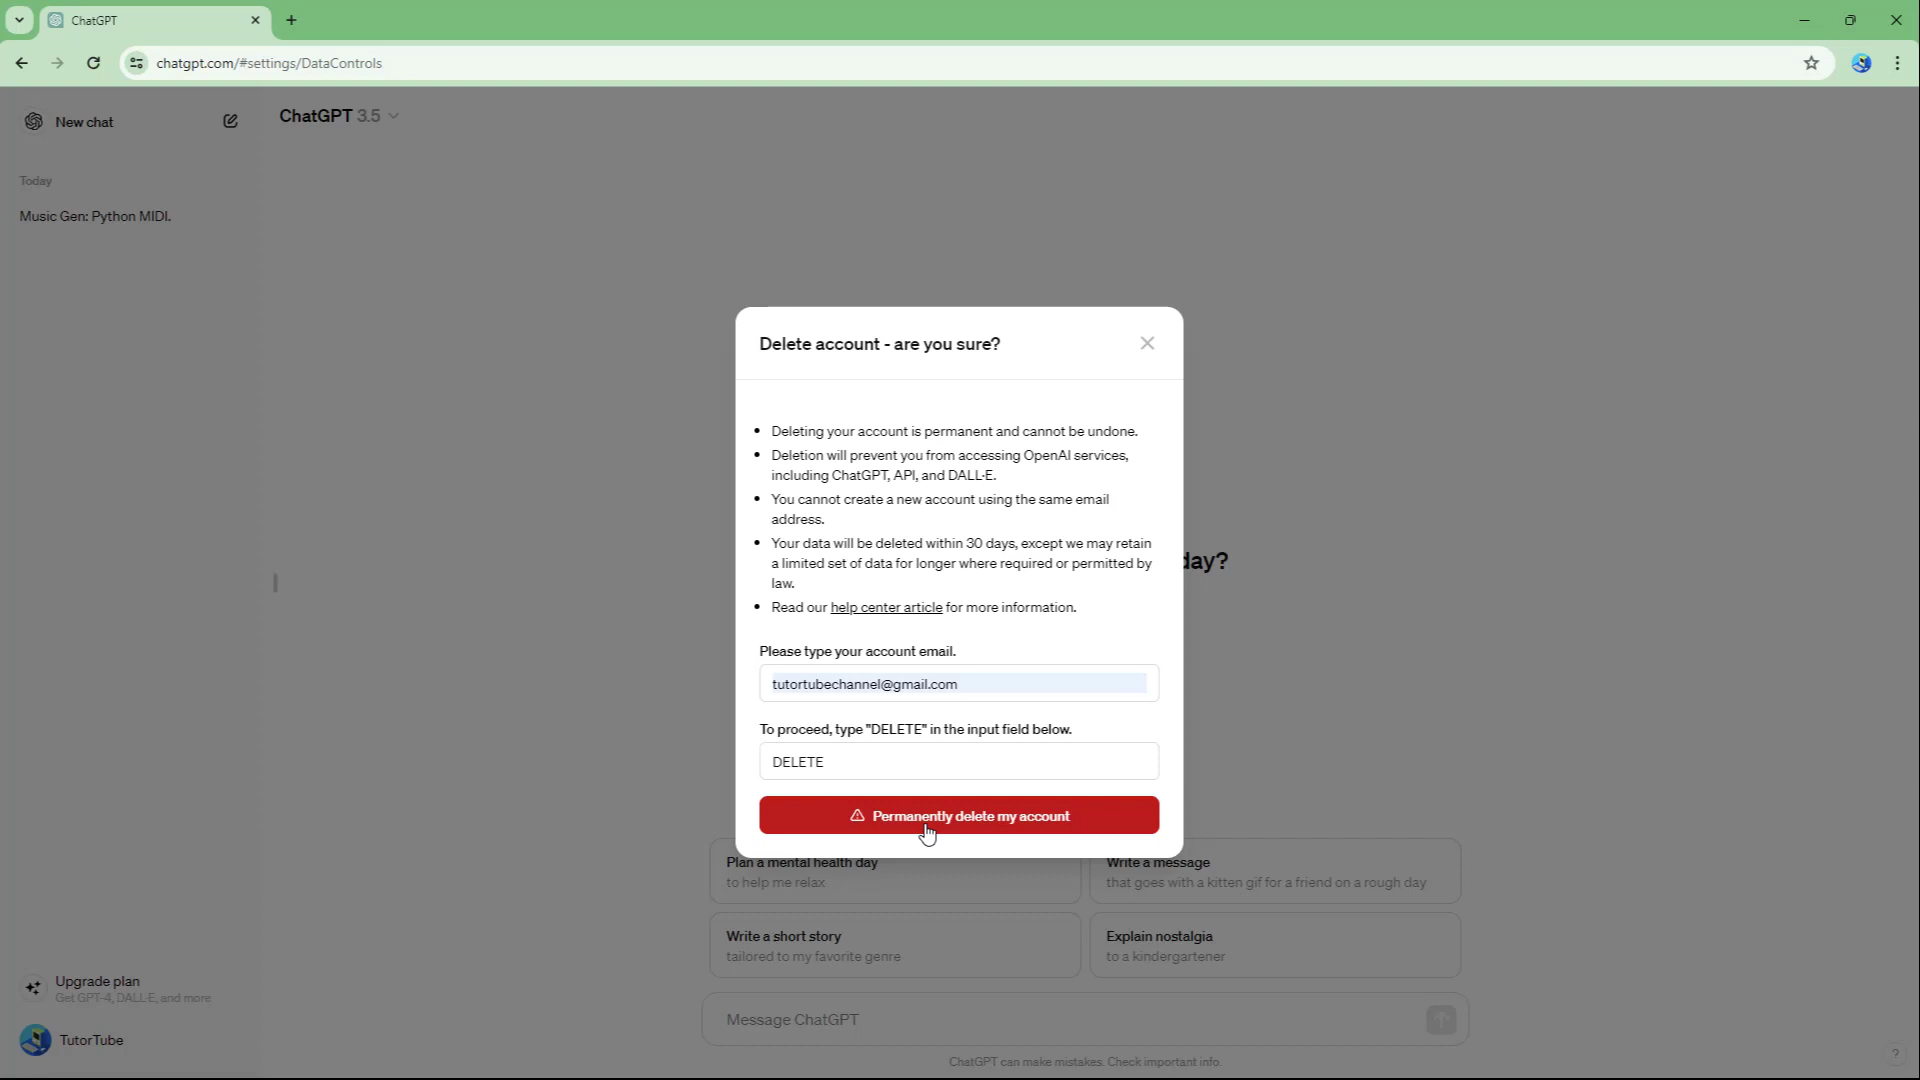 ChatGPT
chatgpt.com/#settings/DataControls
New chat
ChatGPT 3.5
Today
Music Gen: Python MIDI.
Delete account - are you sure?
Deleting your account is permanent and cannot be undone.
Deletion will prevent you from accessing OpenAI services,
including ChatGPT, API, and DALL·E.
You cannot create a new account using the same email
address.
Your data will be deleted within 30 days, except we may retain
a limited set of data for longer where required or permitted by
law.
Read our help center article for more information.
day?
Please type your account email.
tutortubechannel@gmail.com
To proceed, type "DELETE" in the input field below.
DELETE
Permanently delete my account
Plan a mental health day
to help me relax
Write a message
that goes with a kitten gif for a friend on a rough day
Write a short story
tailored to my favorite genre
Explain nostalgia
to a kindergartener
Upgrade plan
Get GPT-4, DALL·E, and more
TutorTube
Message ChatGPT
ChatGPT can make mistakes. Check important info.
?